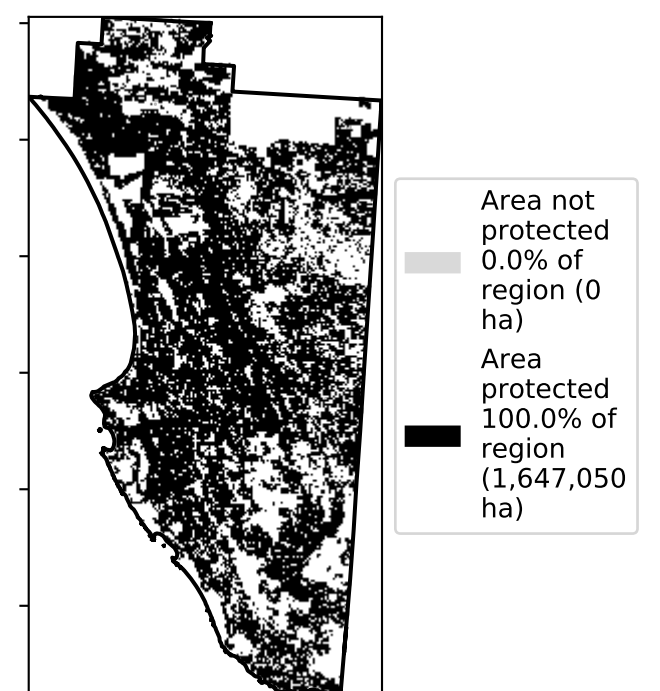 Area not
protected
0.0% of
region (0
ha)
Area
protected
100.0% of
region
(1,647,050
ha)